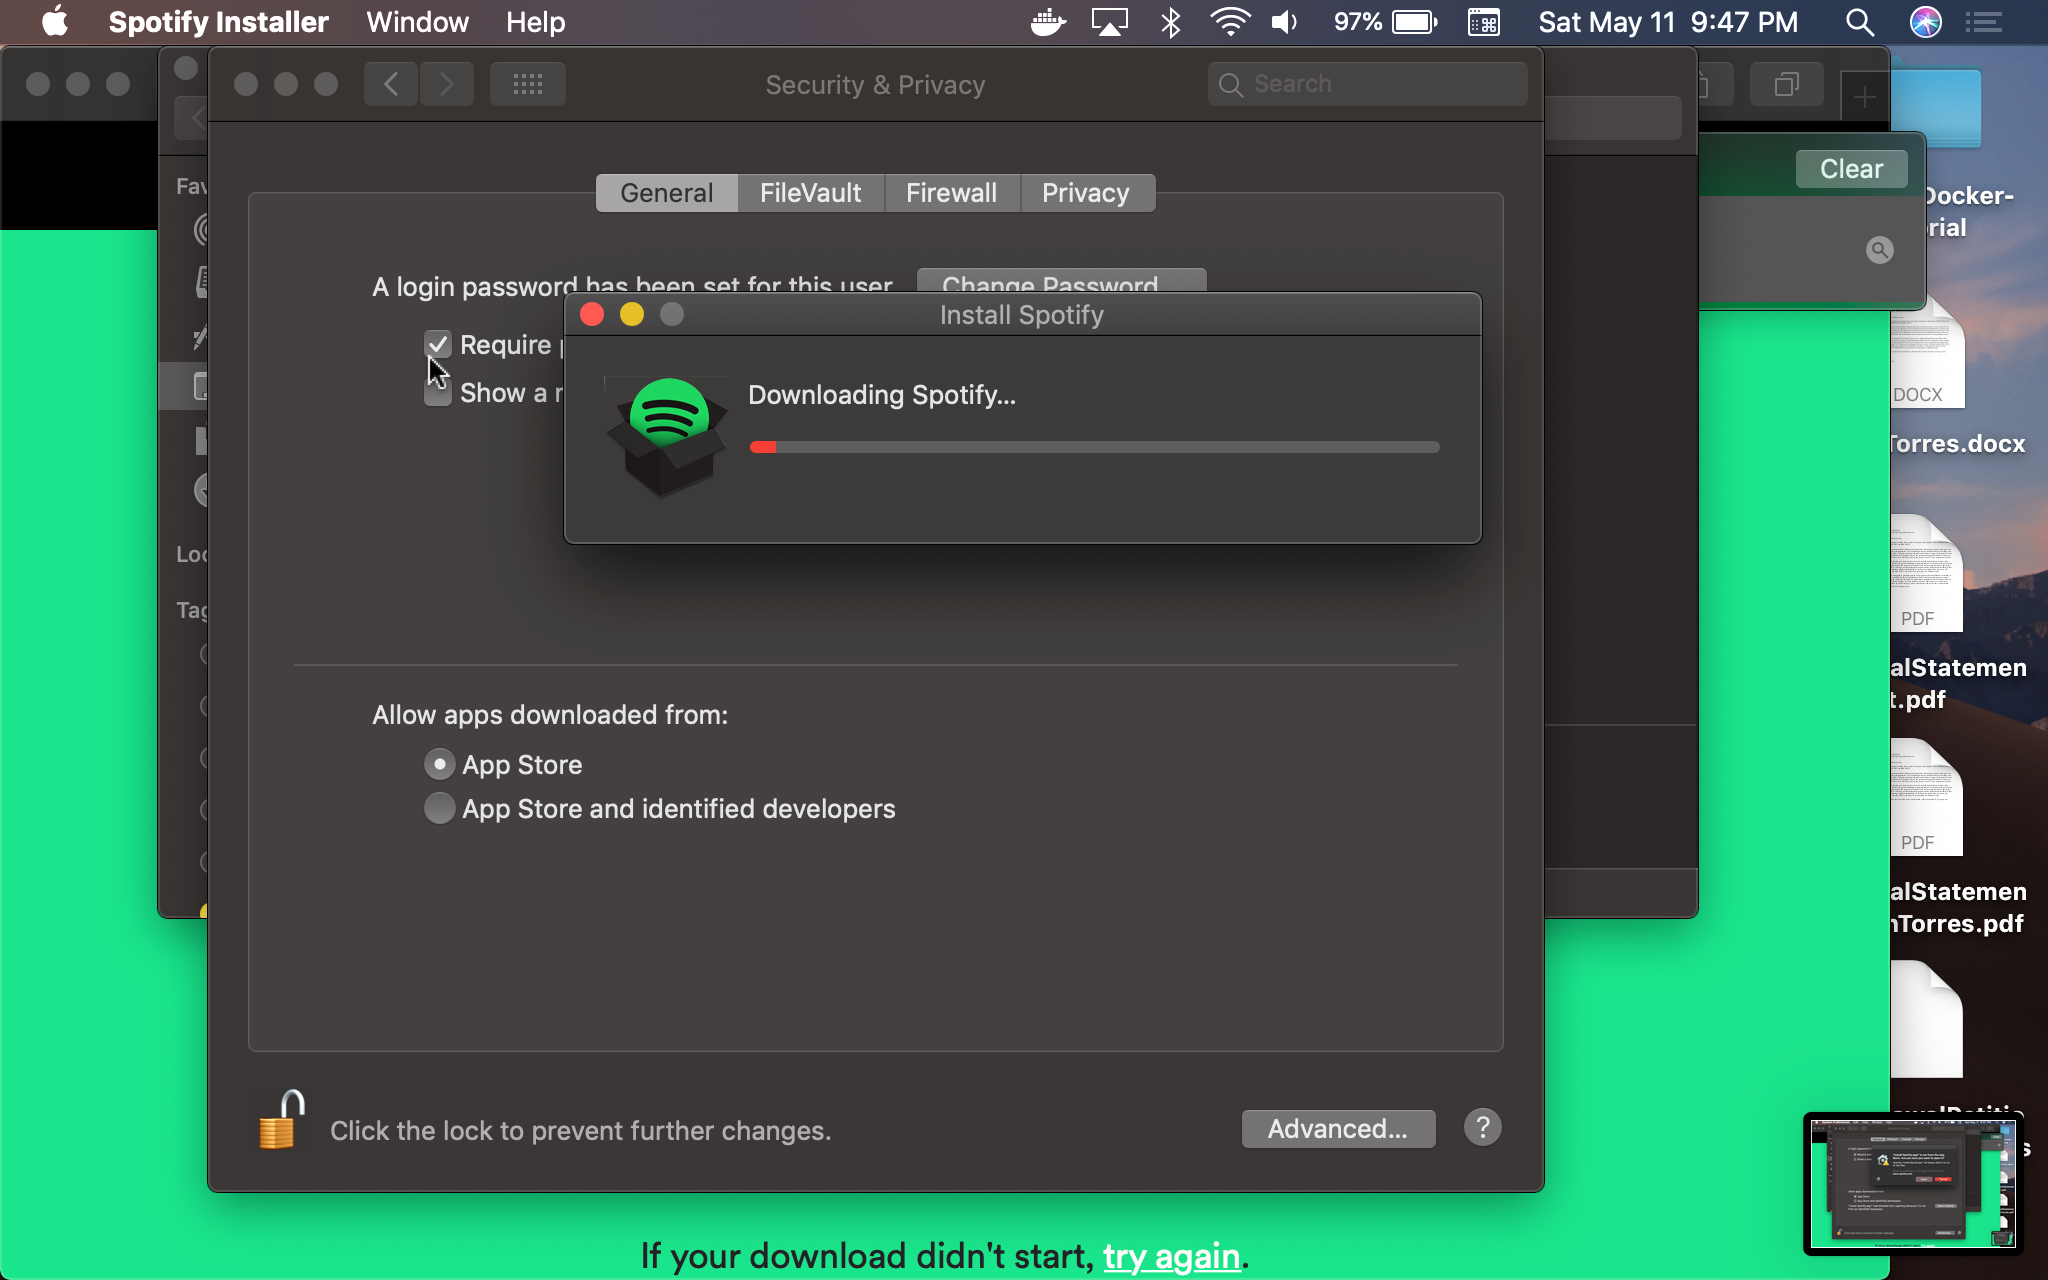 Spotify Installer Window Help 97% Sat May 11 9:47 PM
Security & Privacy Search
Clear
Fav
General FileVault Firewall Privacy
Docker-
rial
A login password has been set for this user Change Password
Install Spotify
Require
Show a
Downloading Spotify...
DOCX
Torres.docx
Loc
Tag
PDF
alStatemen
t.pdf
Allow apps downloaded from:
App Store
App Store and identified developers
PDF
alStatemen
nTorres.pdf
Click the lock to prevent further changes.
Advanced...
?
If your download didn't start, try again.